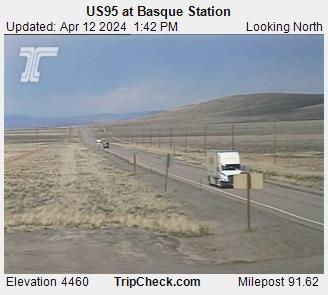 US95 at Basque Station
Updated: Apr 12 2024 1:42 PM Looking North
Elevation 4460 TripCheck.com Milepost 91.62